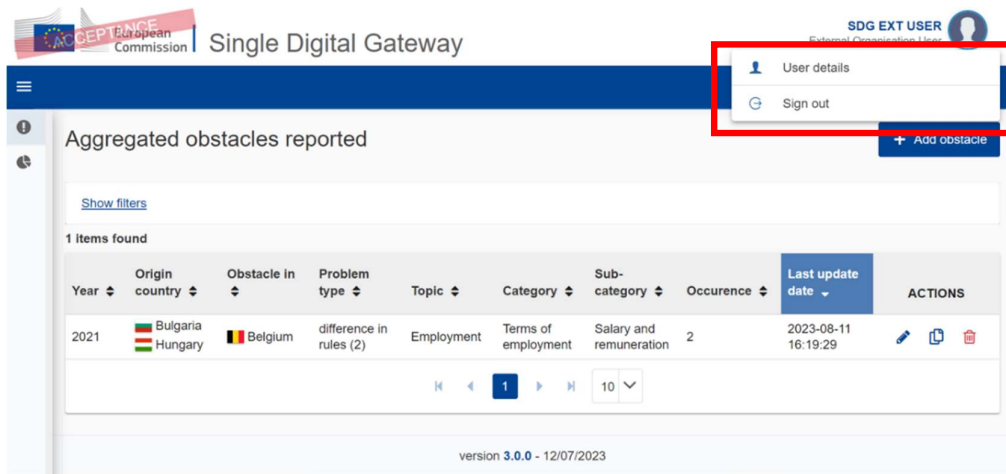 ACCEPTANCE
European
Commission
Single Digital Gateway
SDG EXT USER
External Organisation User
User details
Sign out
Aggregated obstacles reported
+ Add obstacle
Show filters
1 items found
Year Origin country Obstacle in Problem type Topic Category Sub-category Occurence Last update date ACTIONS
2021 Bulgaria Hungary Belgium difference in rules (2) Employment Terms of employment Salary and remuneration 2 2023-08-11 16:19:29
1 10
version 3.0.0 - 12/07/2023